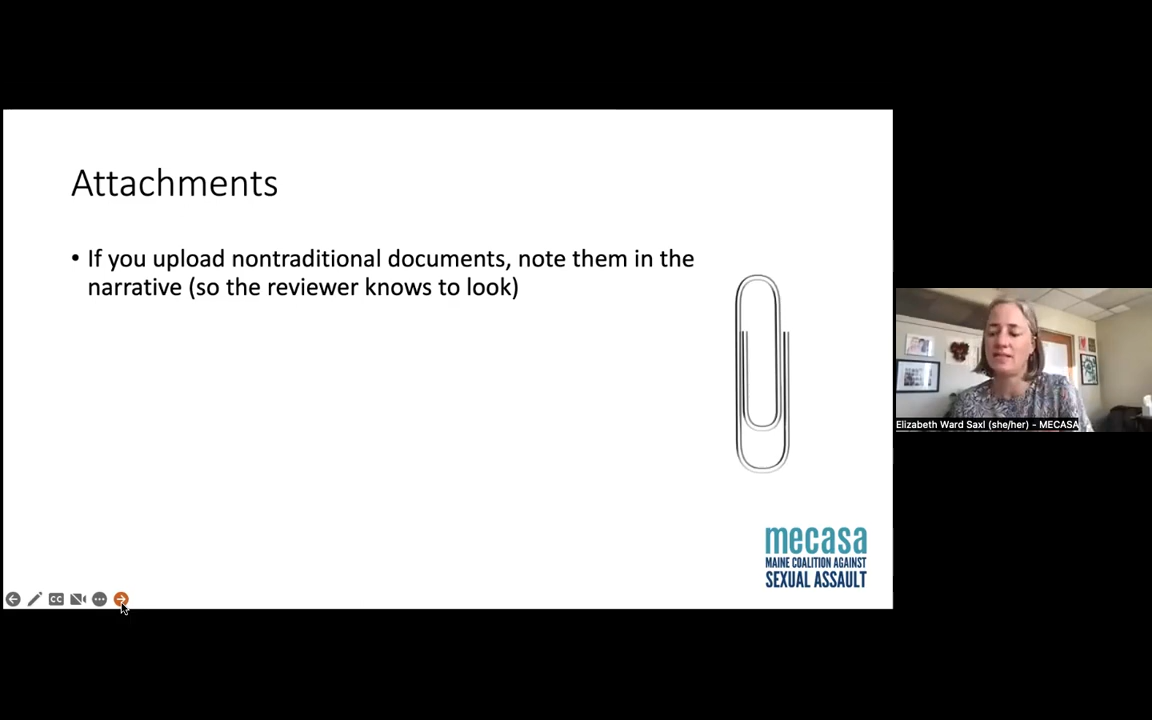 Attachments
• If you upload nontraditional documents, note them in the
narrative (so the reviewer knows to look)
mecasa
MAINE COALITION AGAINST
SEXUAL ASSAULT
CC
Elizabeth Ward Saxl (she/her) - MECASA